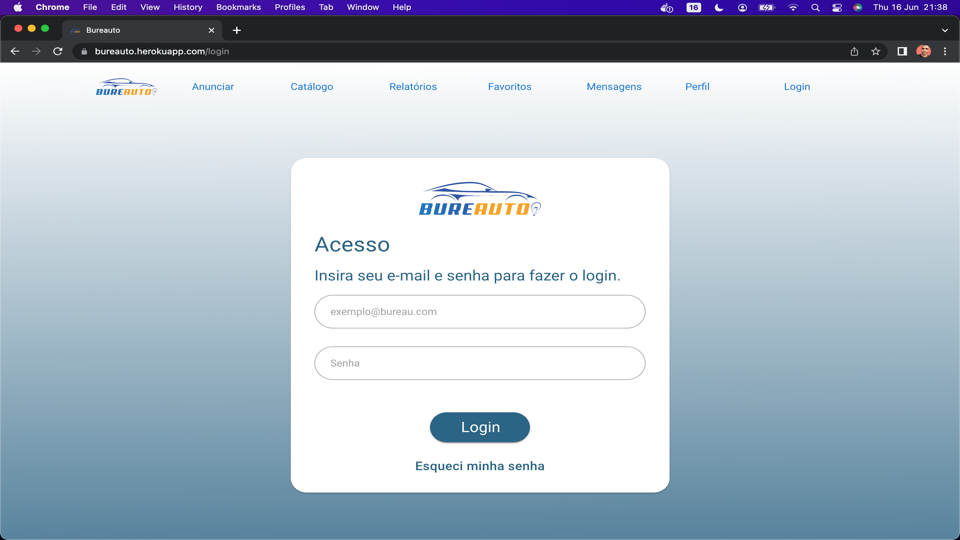 Chrome File Edit View History Bookmarks Profiles Tab Window Help 16 Thu 16 Jun 21:38
Bureauto
bureauto.herokuapp.com/login
BUREAUTO Anunciar Catálogo Relatórios Favoritos Mensagens Perfil Login
BUREAUTO?
Acesso
Insira seu e-mail e senha para fazer o login.
exemplo@bureau.com
Senha
Login
Esqueci minha senha